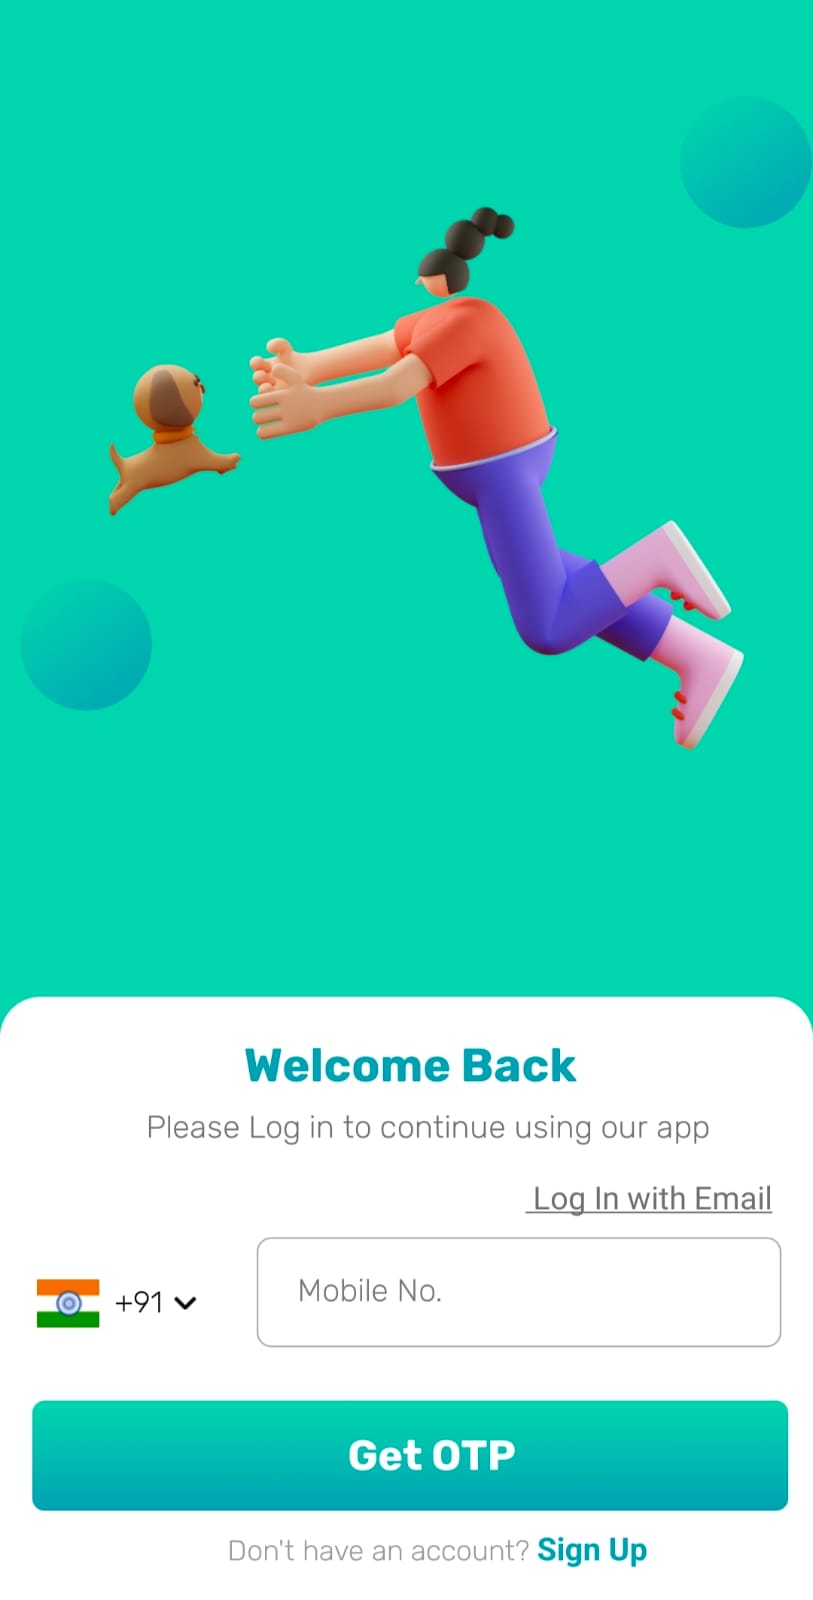 Welcome Back
Please Log in to continue using our app
Log In with Email
+91
Mobile No.
Get OTP
Don't have an account? Sign Up